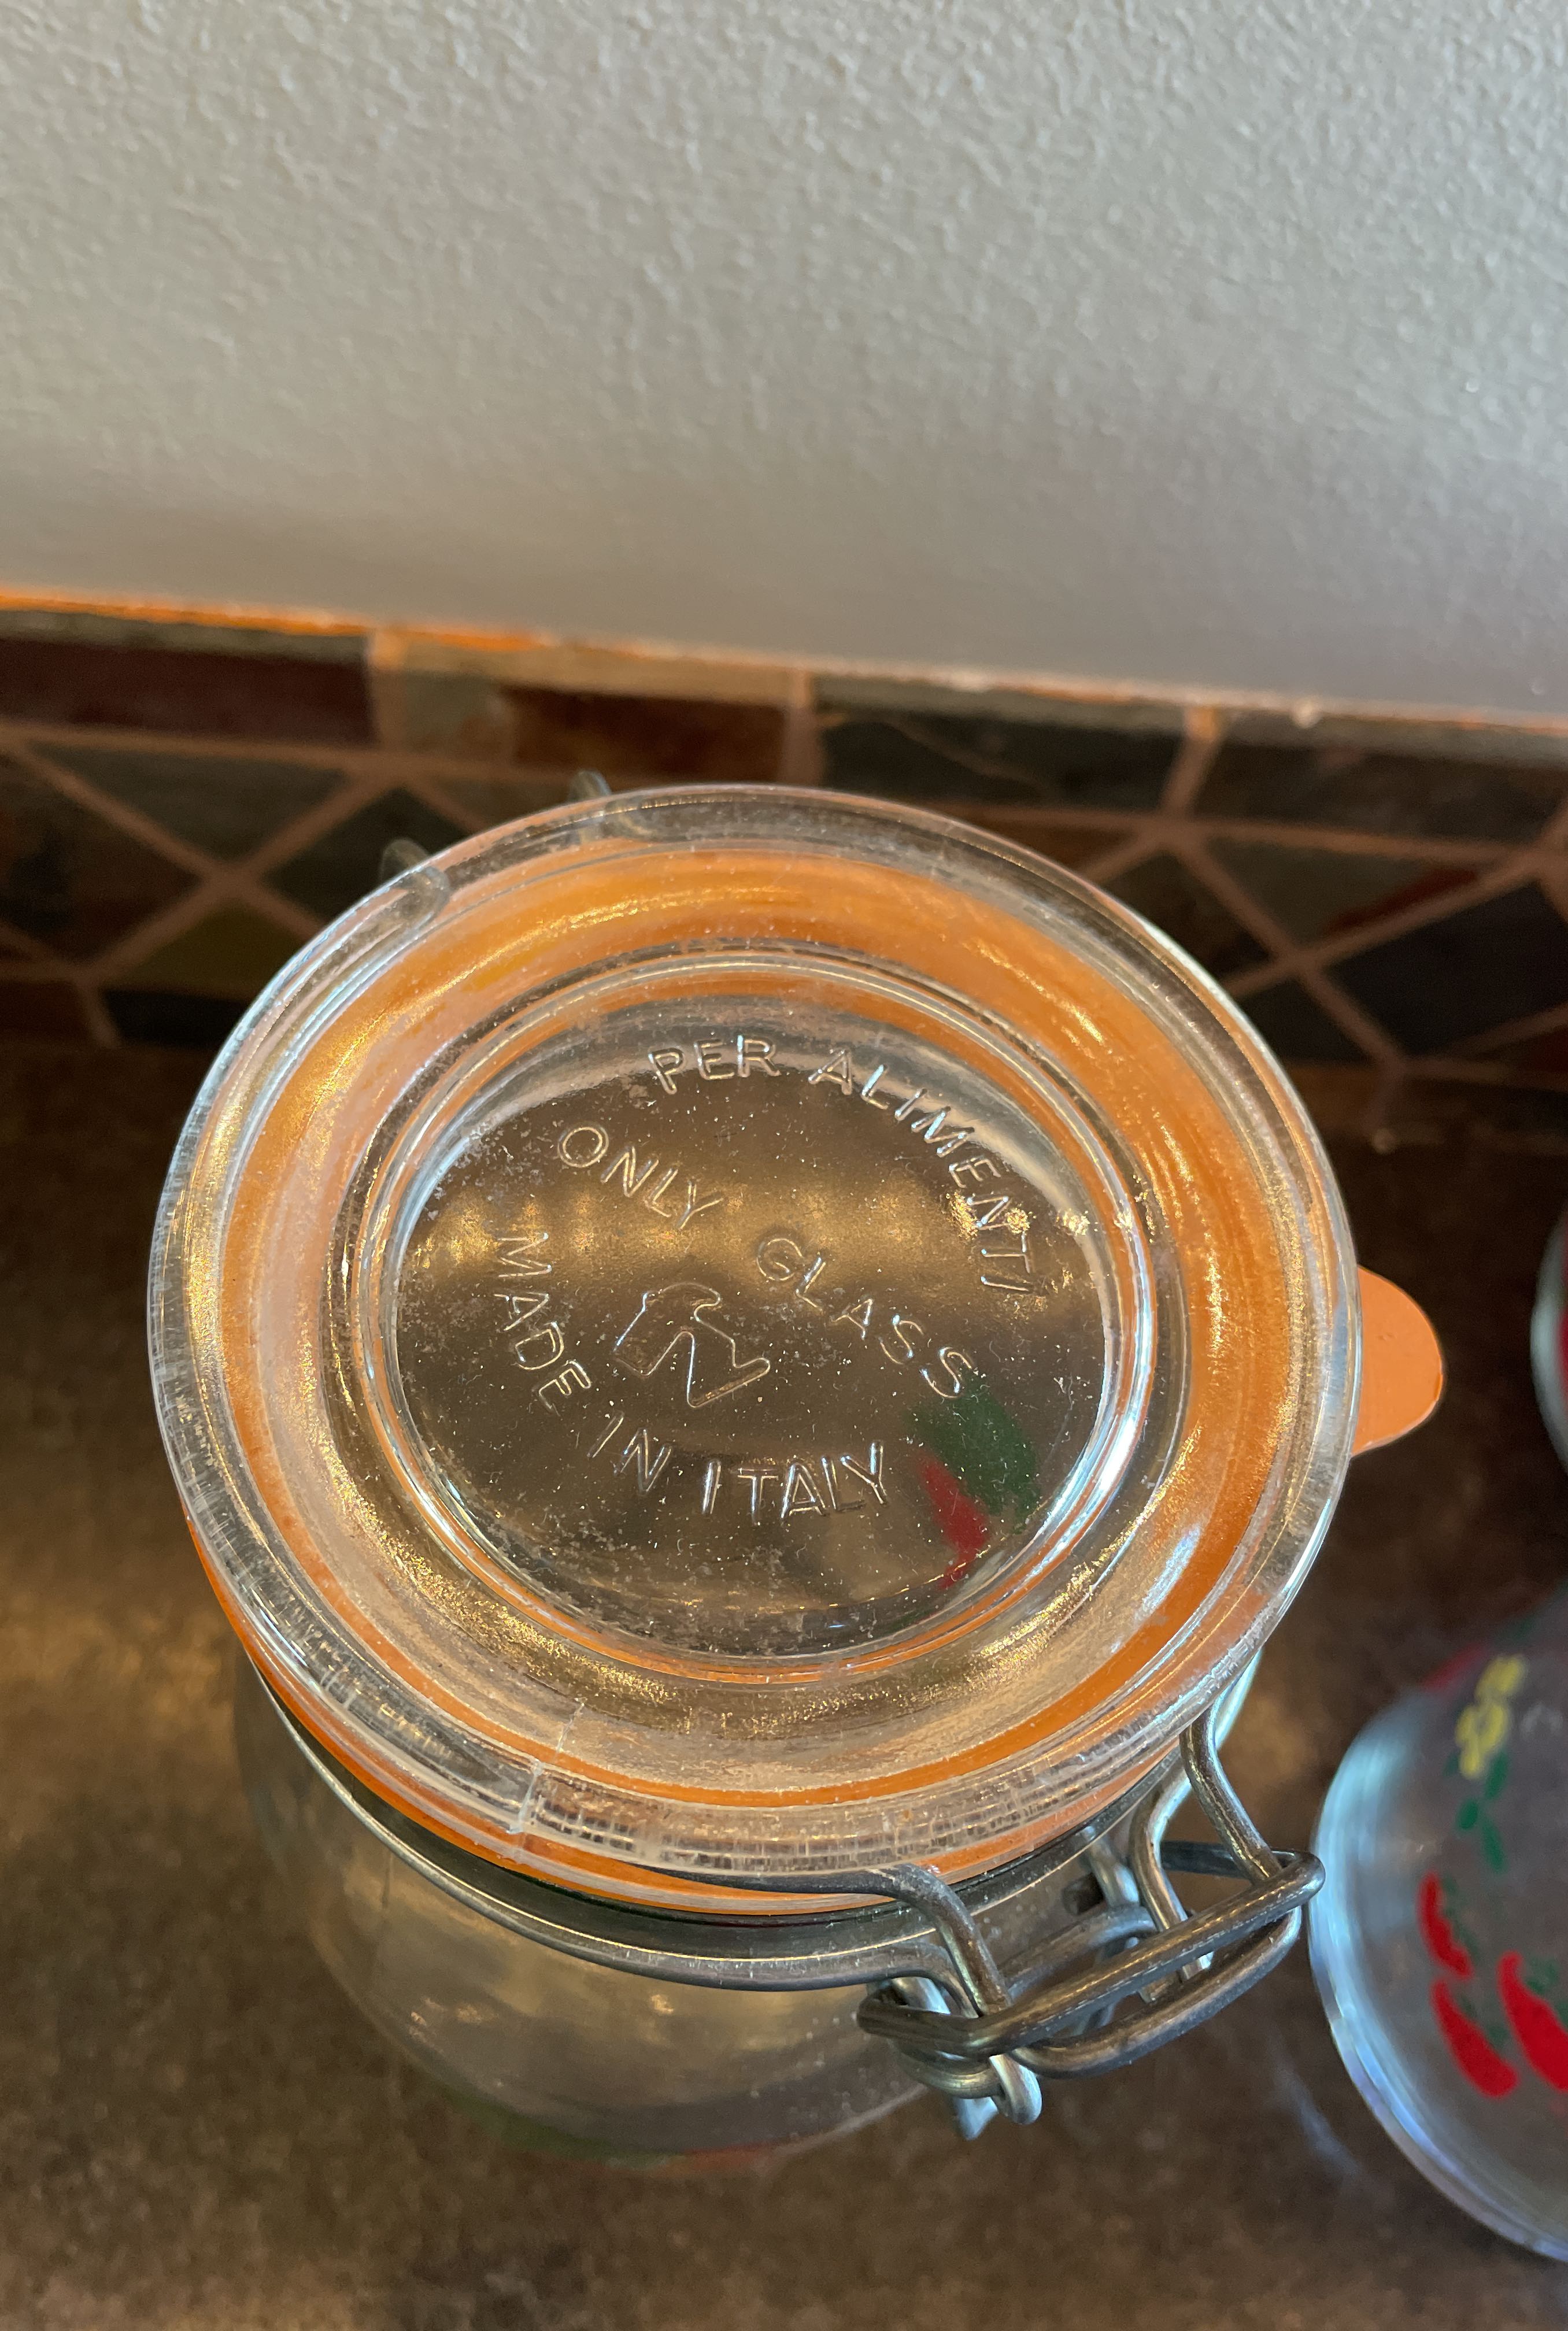 PER ALIMENTI
ONLY GLASS
MADE IN ITALY